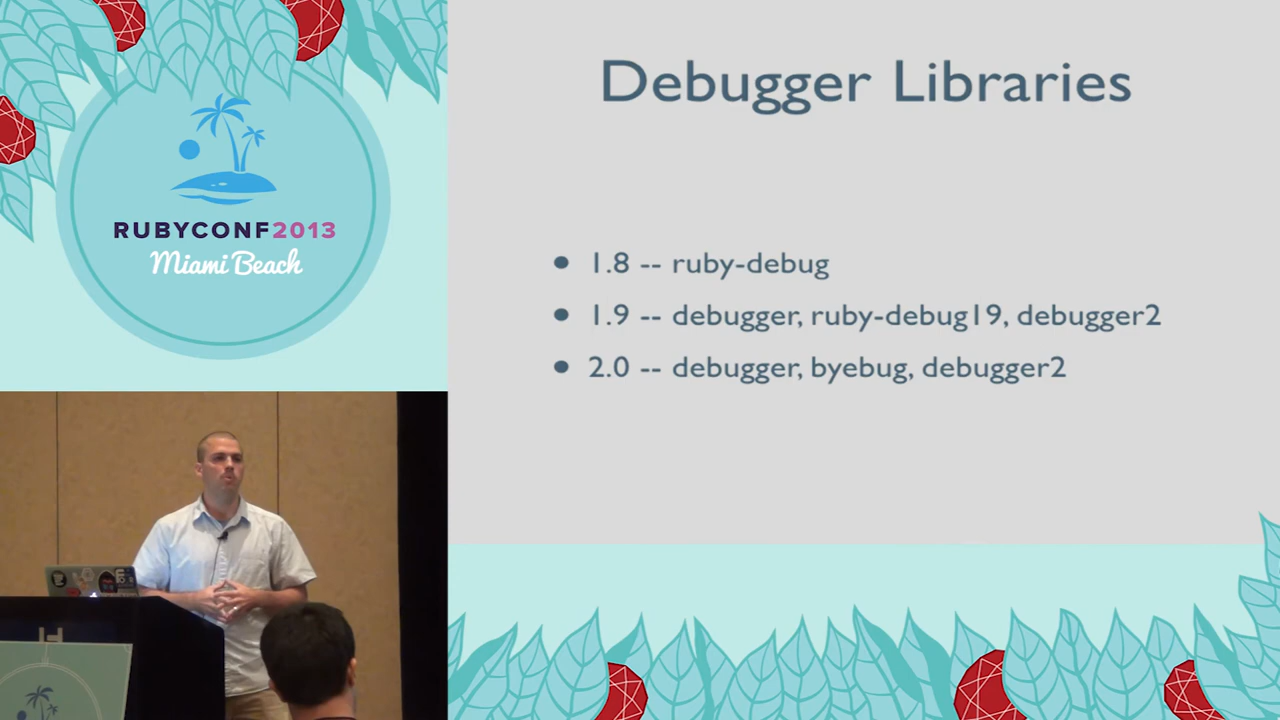 RUBYCONF2013
Miami Beach
Debugger Libraries
• 1.8 -- ruby-debug
• 1.9 -- debugger, ruby-debug19, debugger2
• 2.0 -- debugger, byebug, debugger2